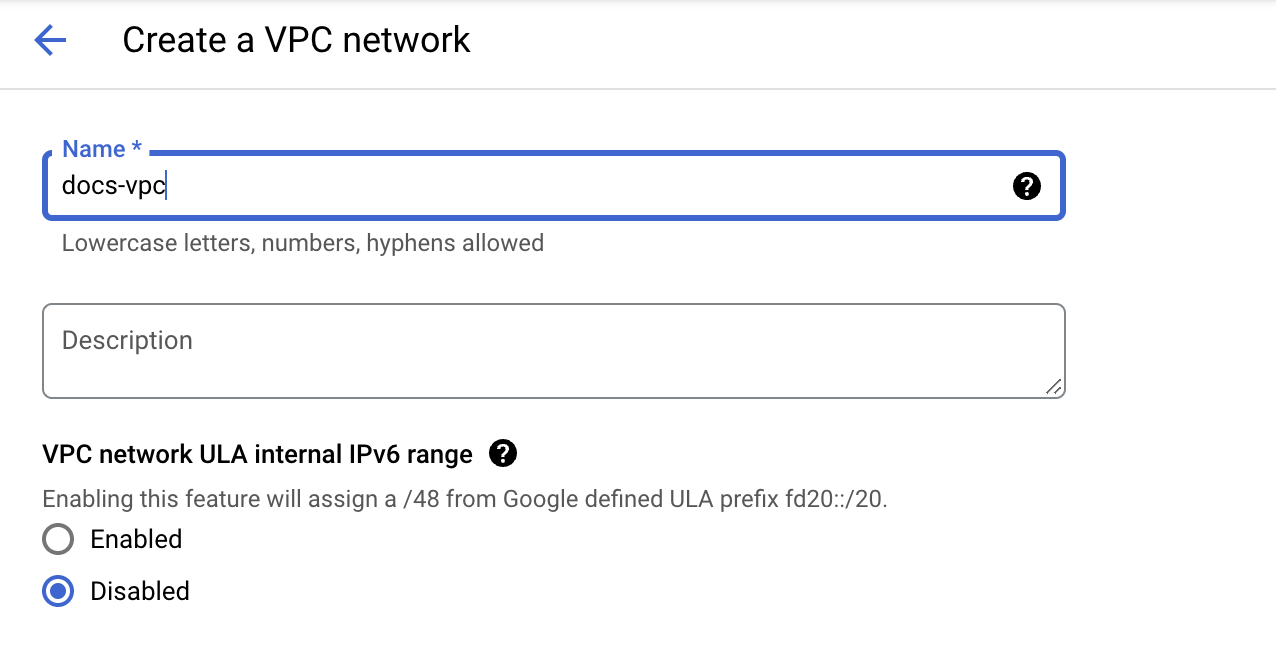 Create a VPC network
Name *
docs-vpc
Lowercase letters, numbers, hyphens allowed
Description
VPC network ULA internal IPv6 range
Enabling this feature will assign a /48 from Google defined ULA prefix fd20::/20.
Enabled
Disabled